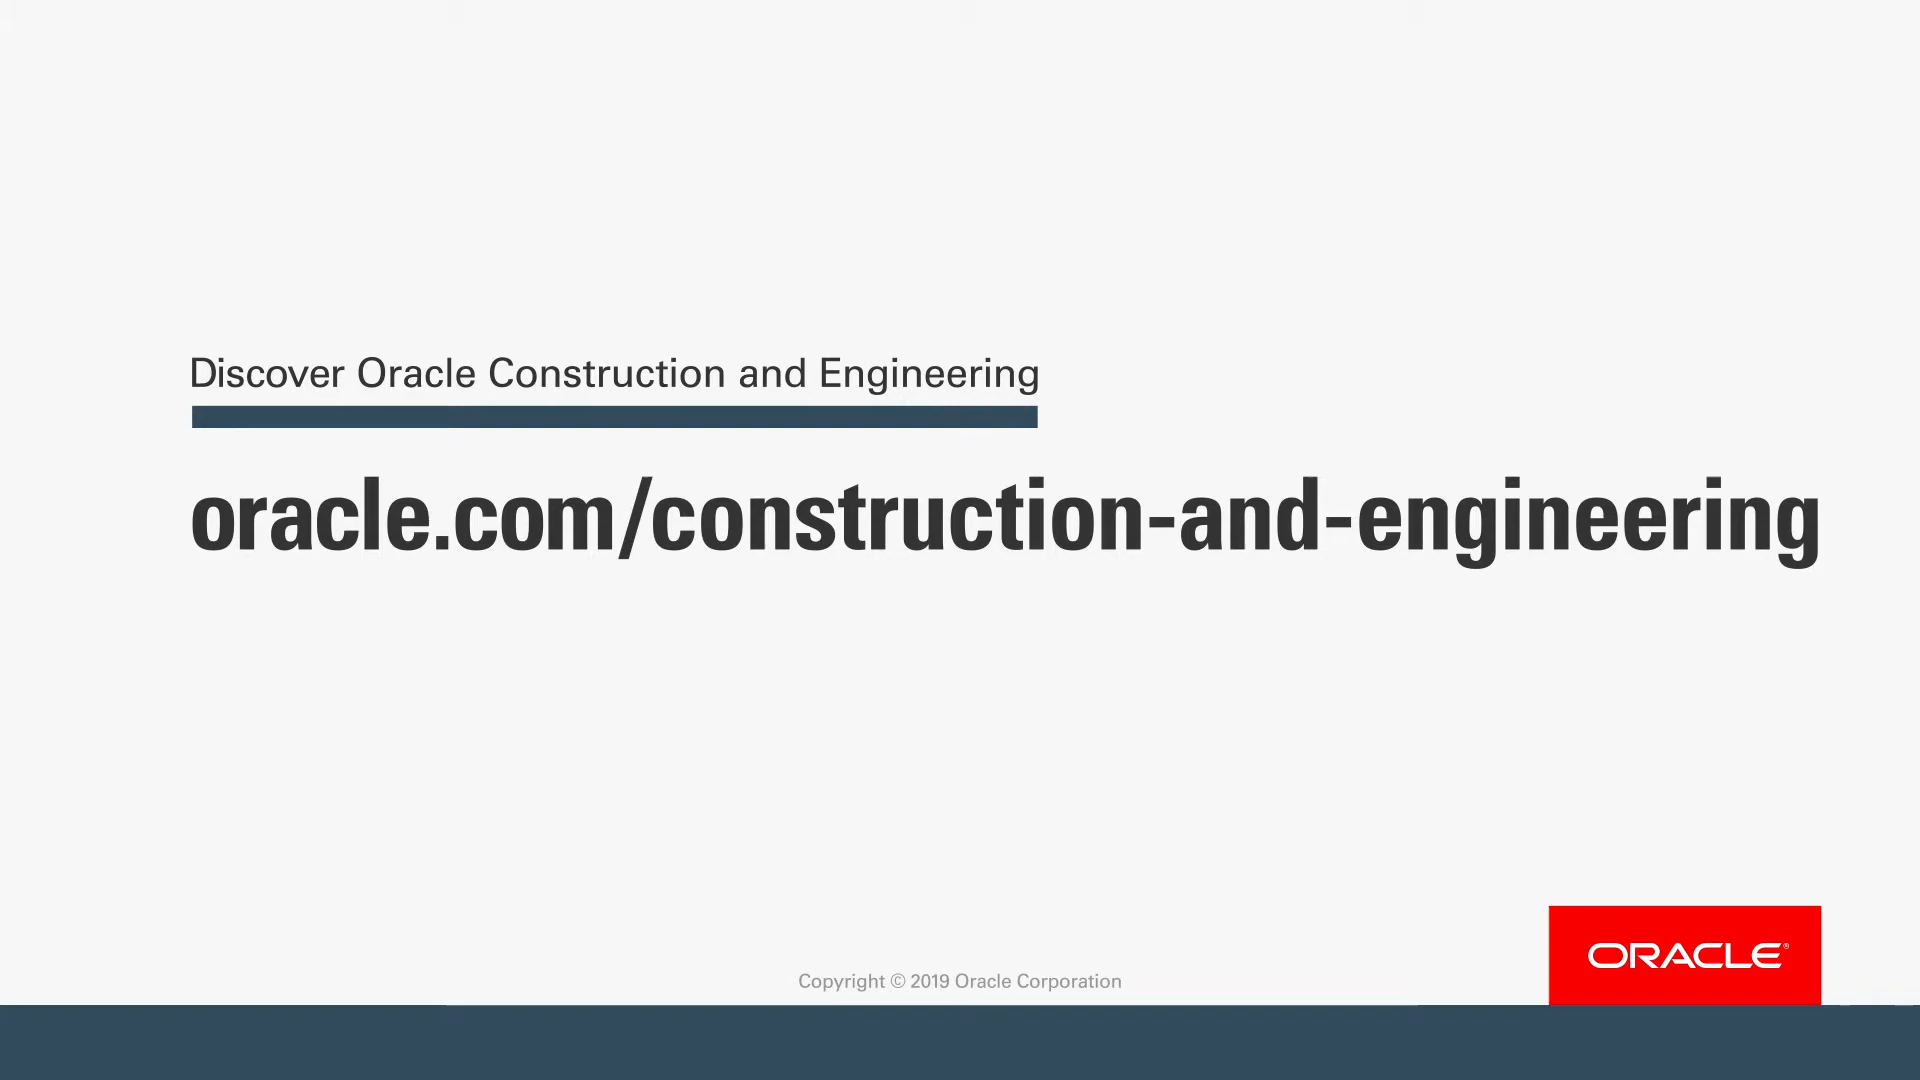 Discover Oracle Construction and Engineering
oracle.com/construction-and-engineering
ORACLE®
Copyright © 2019 Oracle Corporation